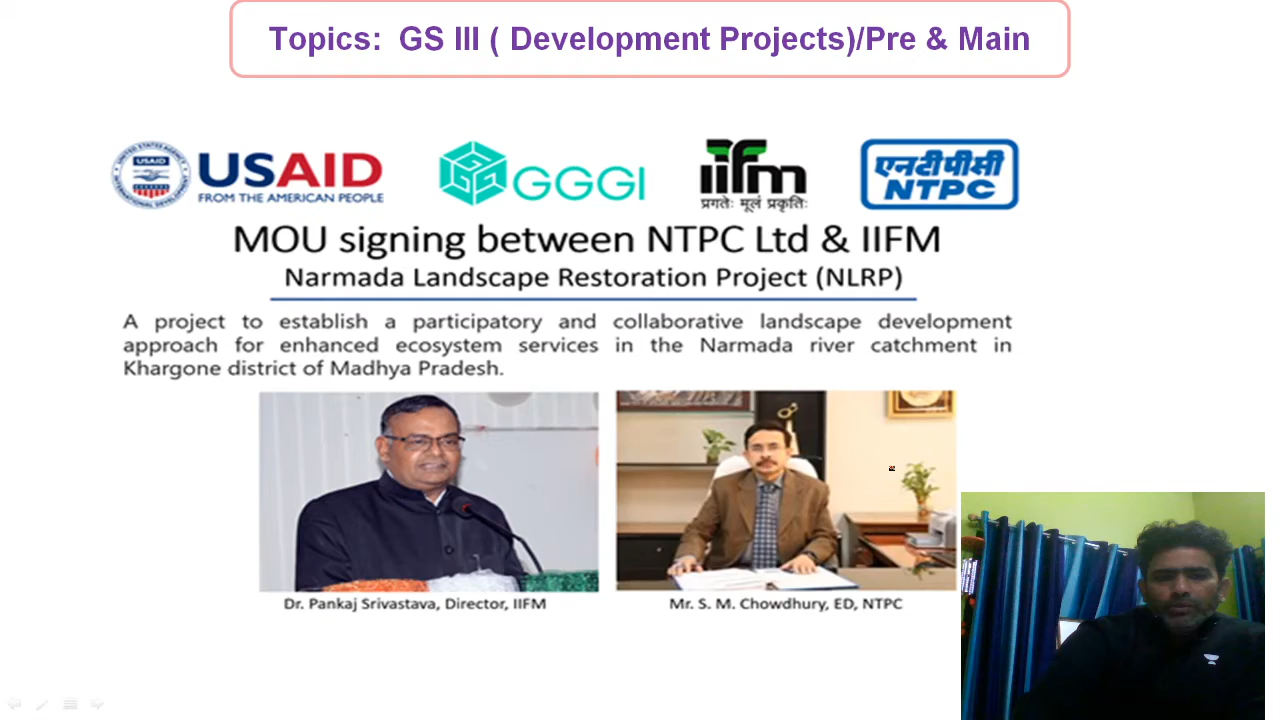 Topics: GS III ( Development Projects)/Pre & Main
USAID
FROM THE AMERICAN PEOPLE
GGGI
iifm
प्रगतेः मूलं प्रकृतिः
एनटीपीसी
NTPC
MOU signing between NTPC Ltd & IIFM
Narmada Landscape Restoration Project (NLRP)
A project to establish a participatory and collaborative landscape development
approach for enhanced ecosystem services in the Narmada river catchment in
Khargone district of Madhya Pradesh.
Dr. Pankaj Srivastava, Director, IIFM
Mr. S. M. Chowdhury, ED, NTPC